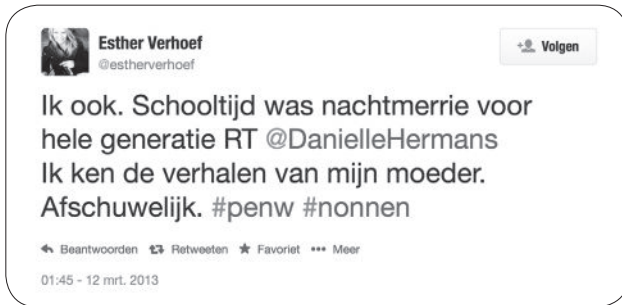 Esther Verhoef
@estherverhoef
Volgen
Ik ook. Schooltijd was nachtmerrie voor
hele generatie RT @DanielleHermans
Ik ken de verhalen van mijn moeder.
Afschuwelijk. #penw #nonnen
Beantwoorden Retweeten Favoriet Meer
01:45 - 12 mrt. 2013